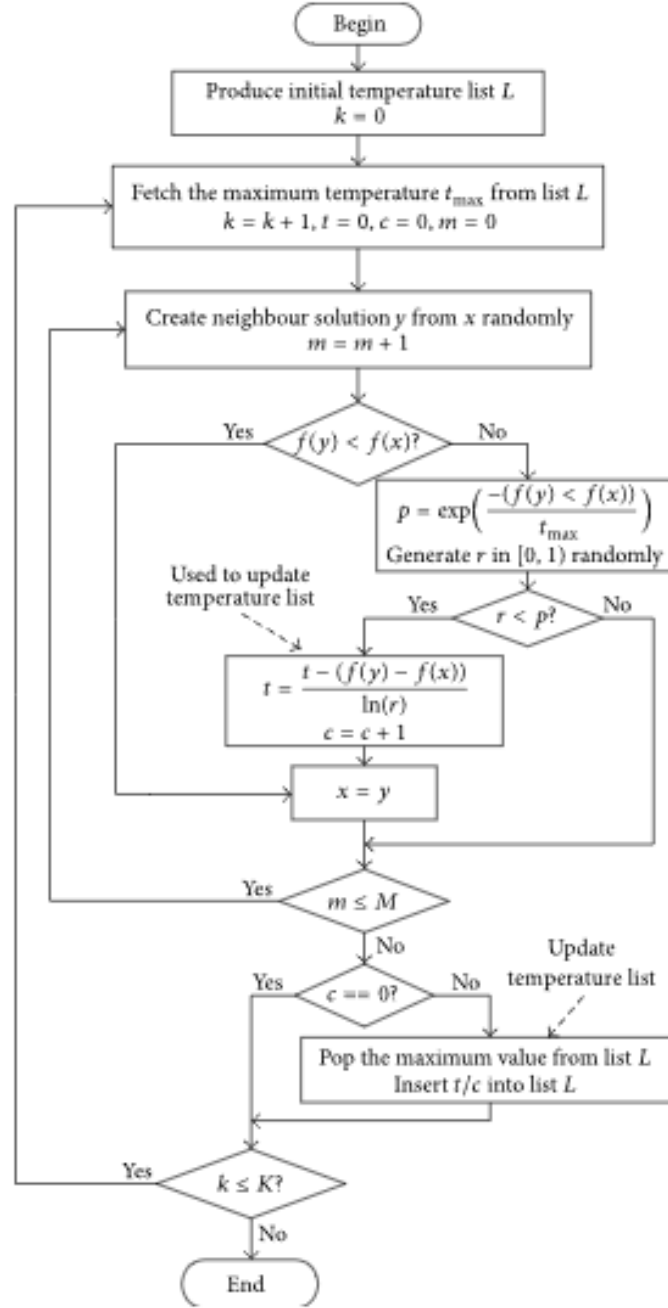 Begin
Produce initial temperature list L
k = 0
Fetch the maximum temperature t_max from list L
k = k + 1, t = 0, c = 0, m = 0
Create neighbour solution y from x randomly
m = m + 1
f(y) < f(x)?
Yes
No
p = exp(−(f(y) < f(x)) / t_max)
Generate r in [0, 1) randomly
Used to update
temperature list
Yes
r < p?
No
t = t − (f(y) − f(x)) / ln(r)
c = c + 1
x = y
Yes
m ≤ M
No
Update
temperature list
Yes
c == 0?
No
Pop the maximum value from list L
Insert t/c into list L
Yes
k ≤ K?
No
End